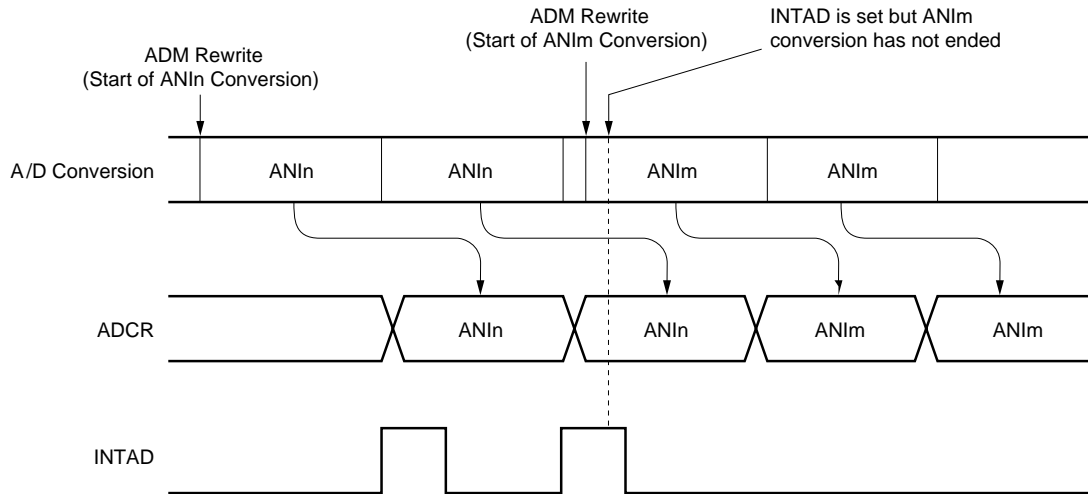 ADM Rewrite
(Start of ANIn Conversion)
ADM Rewrite
(Start of ANIm Conversion)
INTAD is set but ANIm
conversion has not ended
A/D Conversion
ANIn
ANIn
ANIm
ANIm
ADCR
ANIn
ANIn
ANIm
ANIm
INTAD